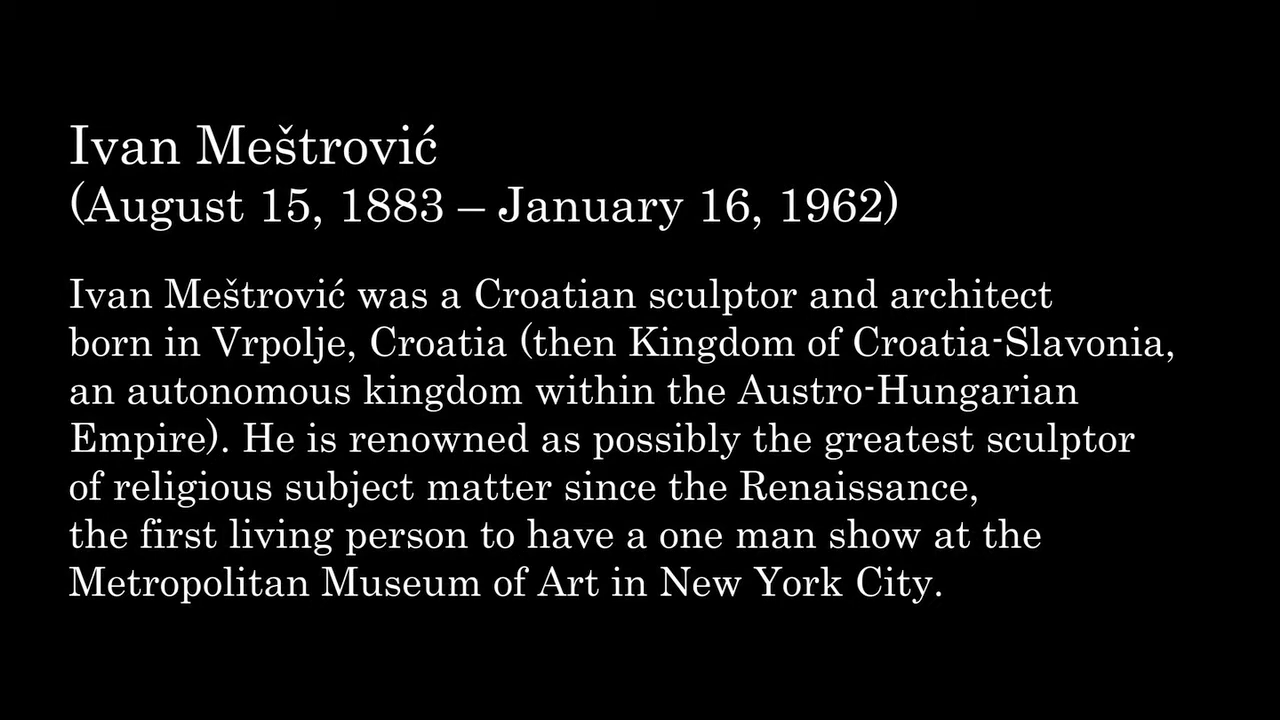 Ivan Meštrović
(August 15, 1883 – January 16, 1962)
Ivan Meštrović was a Croatian sculptor and architect
born in Vrpolje, Croatia (then Kingdom of Croatia-Slavonia,
an autonomous kingdom within the Austro-Hungarian
Empire). He is renowned as possibly the greatest sculptor
of religious subject matter since the Renaissance,
the first living person to have a one man show at the
Metropolitan Museum of Art in New York City.